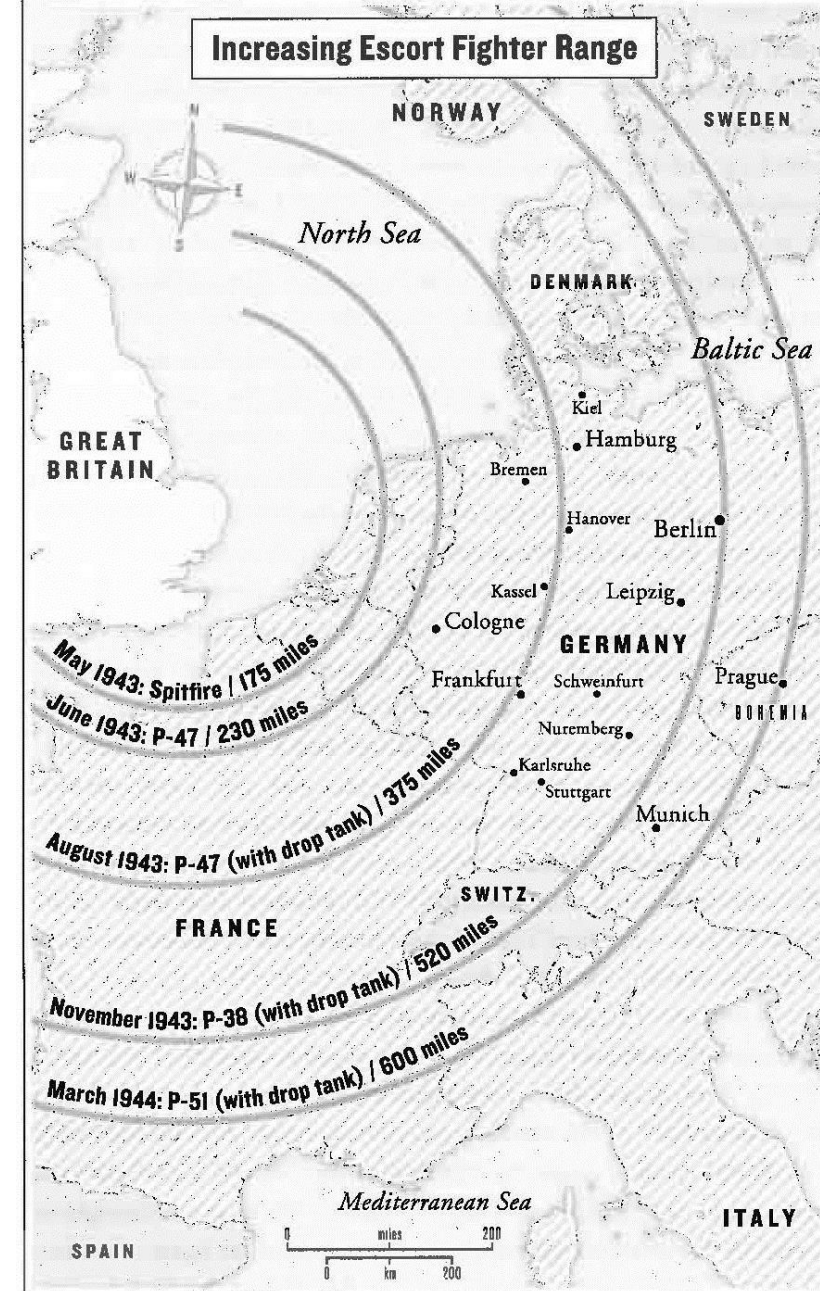 Increasing Escort Fighter Range
NORWAY
SWEDEN
N
W
E
S
North Sea
DENMARK
Baltic Sea
Kiel
Hamburg
GREAT
BRITAIN
Bremen
Hanover
Berlin
Kassel
Leipzig
Cologne
GERMANY
May 1943: Spitfire / 175 miles
Frankfurt
Schweinfurt
Prague
BOHEMIA
June 1943: P-47 / 230 miles
Nuremberg
Karlsruhe
Stuttgart
Munich
August 1943: P-47 (with drop tank) / 375 miles
SWITZ.
FRANCE
November 1943: P-38 (with drop tank) / 520 miles
March 1944: P-51 (with drop tank) / 600 miles
Mediterranean Sea
ITALY
0 miles 200
SPAIN
0 km 200